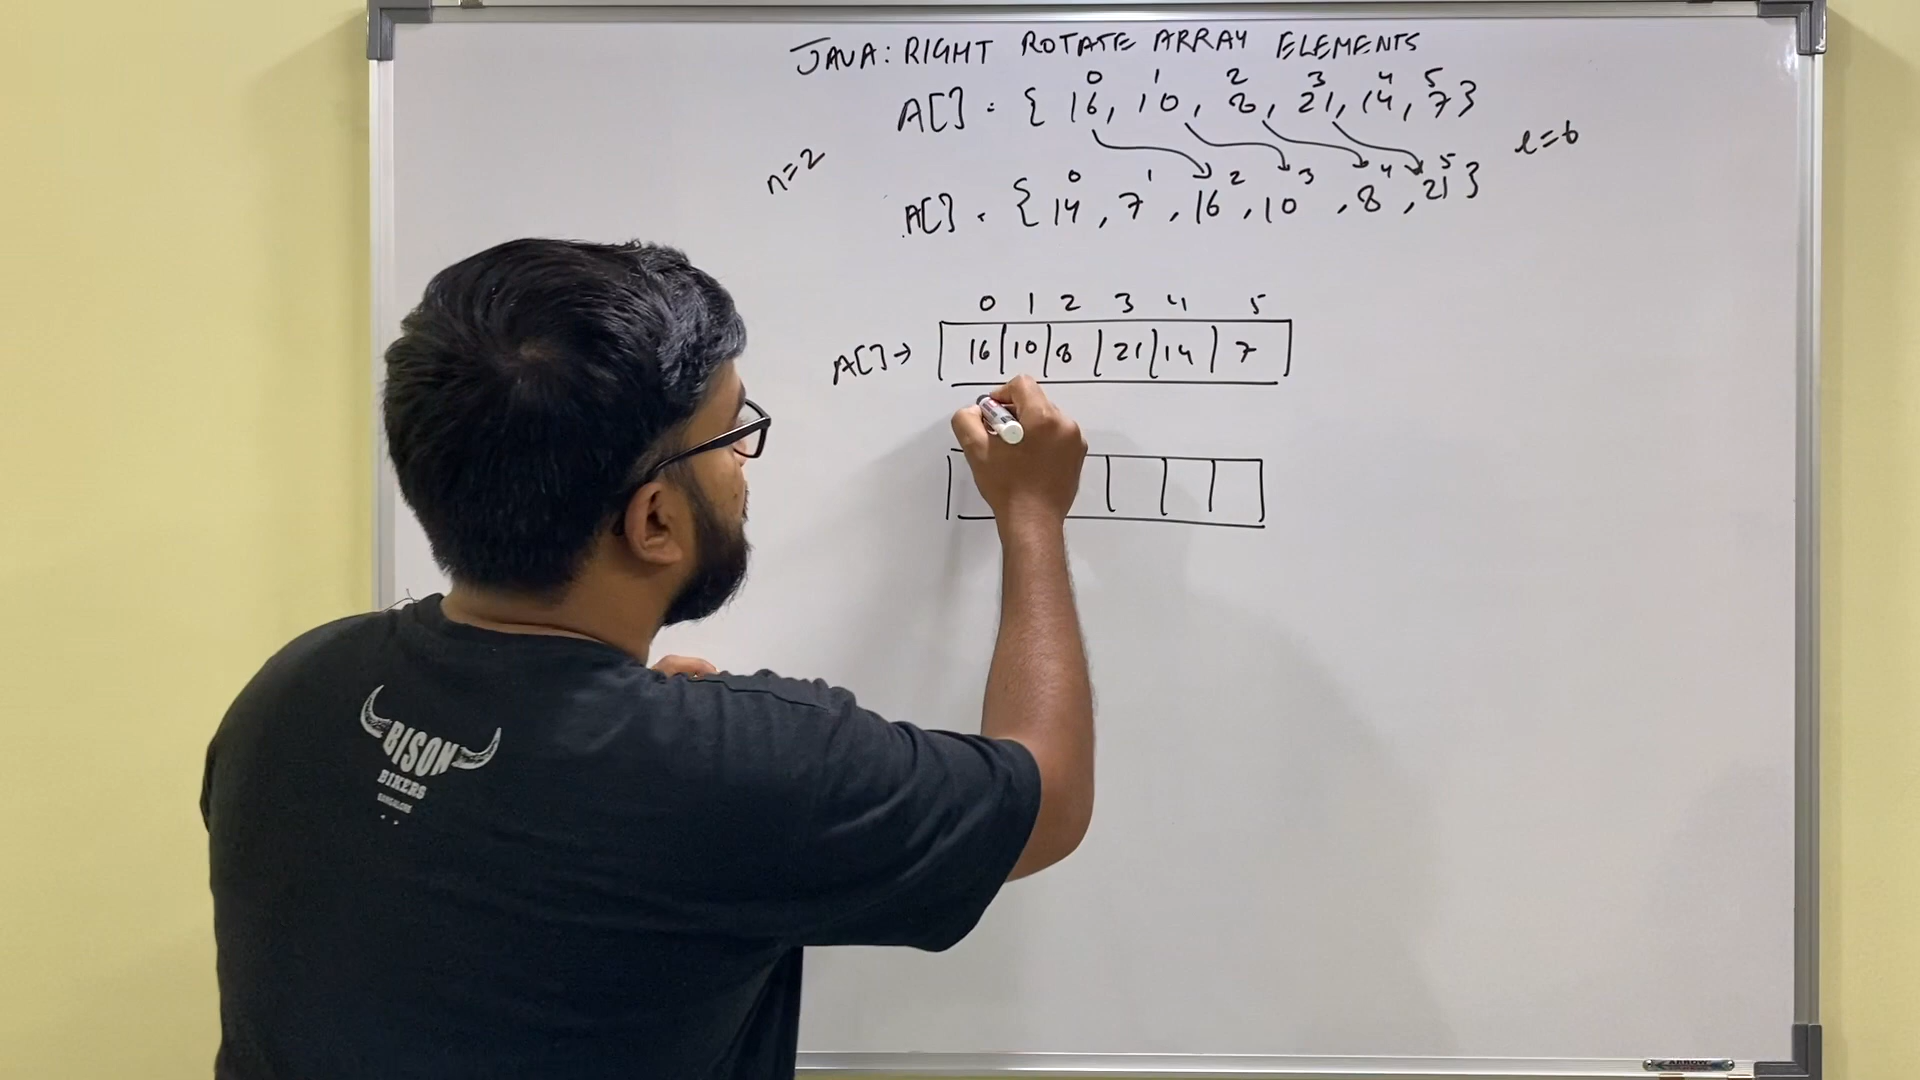 JAVA: RIGHT ROTATE ARRAY ELEMENTS
0 1 2 3 4 5
A[] = { 16, 10, 8, 21, 14, 7}
n=2
l=6
0 1 2 3 4 5
A[] = { 14, 7, 16, 10, 8, 21}
0 1 2 3 4 5
A[] → 16 10 8 21 14 7
BISON
BIKERS
BANGALORE
ARROW